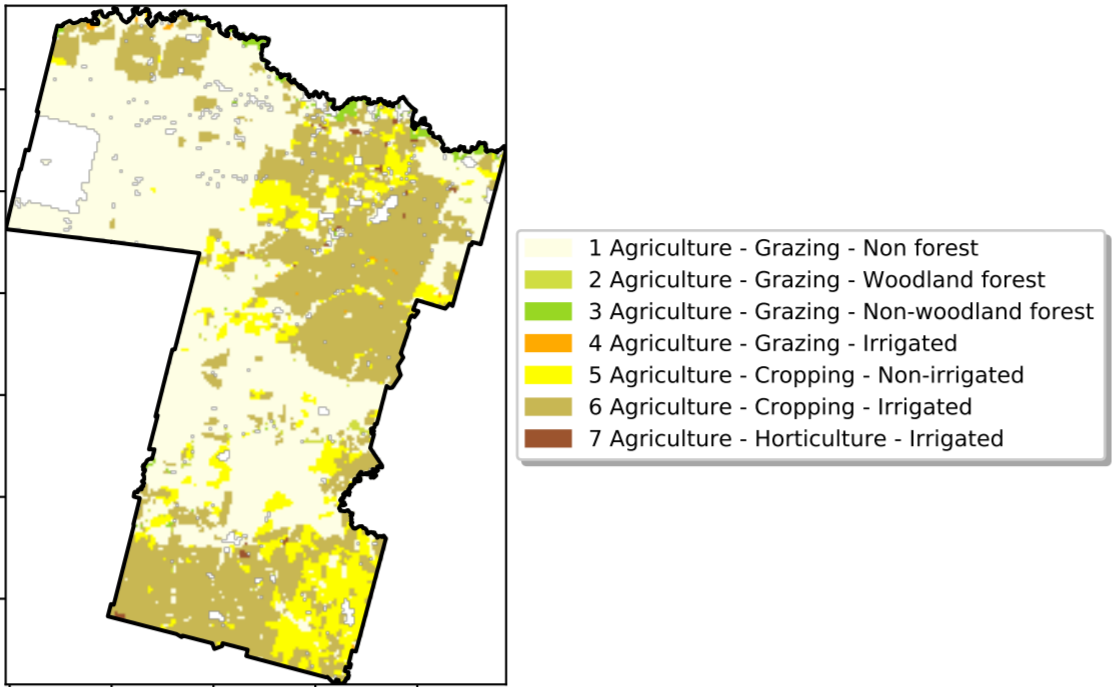 1 Agriculture - Grazing - Non forest
2 Agriculture - Grazing - Woodland forest
3 Agriculture - Grazing - Non-woodland forest
4 Agriculture - Grazing - Irrigated
5 Agriculture - Cropping - Non-irrigated
6 Agriculture - Cropping - Irrigated
7 Agriculture - Horticulture - Irrigated